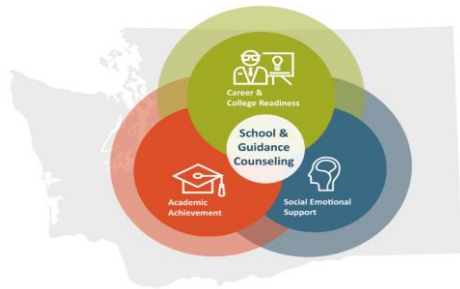 Career &
College Readiness
School &
Guidance
Counseling
Academic
Achievement
Social Emotional
Support